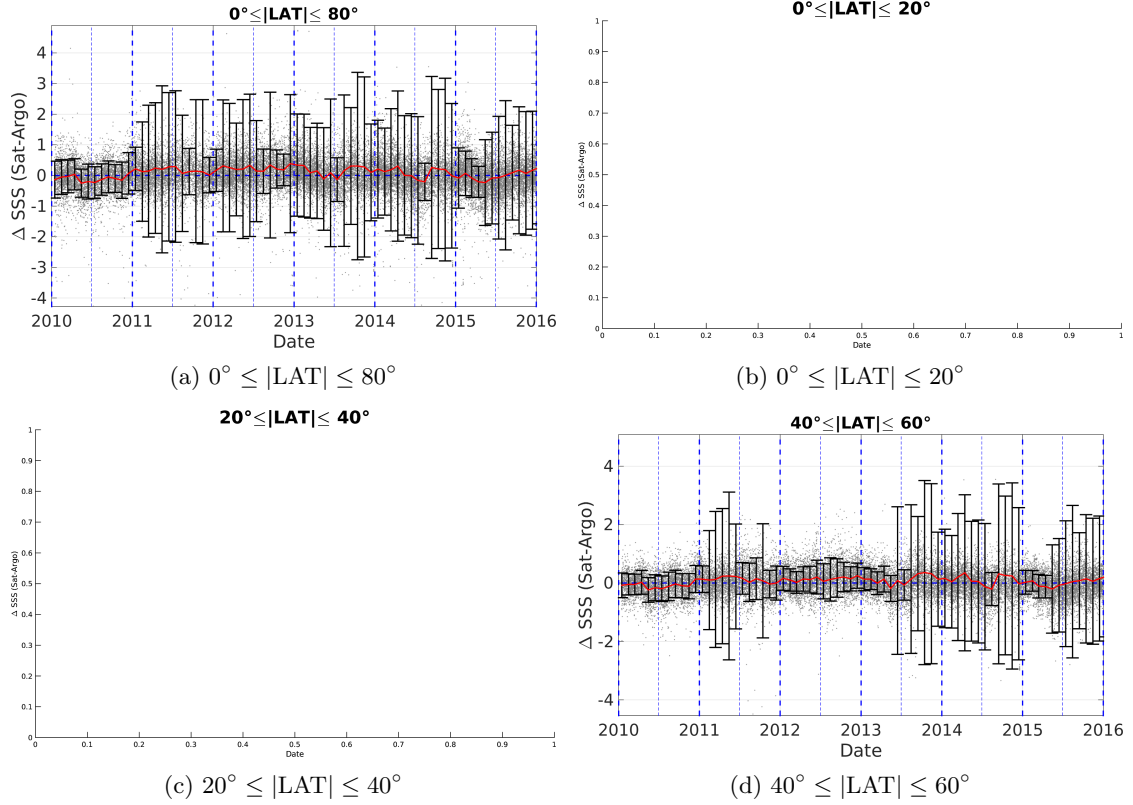 0°≤|LAT|≤ 80°
4
3
2
1
0
-1
-2
-3
-4
Δ SSS (Sat-Argo)
2010 2011 2012 2013 2014 2015 2016
Date
(a) 0° ≤ |LAT| ≤ 80°
0°≤|LAT|≤ 20°
1
0.9
0.8
0.7
0.6
0.5
0.4
0.3
0.2
0.1
0
Δ SSS (Sat-Argo)
0 0.1 0.2 0.3 0.4 0.5 0.6 0.7 0.8 0.9 1
Date
(b) 0° ≤ |LAT| ≤ 20°
20°≤|LAT|≤ 40°
1
0.9
0.8
0.7
0.6
0.5
0.4
0.3
0.2
0.1
0
Δ SSS (Sat-Argo)
0 0.1 0.2 0.3 0.4 0.5 0.6 0.7 0.8 0.9 1
Date
(c) 20° ≤ |LAT| ≤ 40°
40°≤|LAT|≤ 60°
4
2
0
-2
-4
Δ SSS (Sat-Argo)
2010 2011 2012 2013 2014 2015 2016
Date
(d) 40° ≤ |LAT| ≤ 60°